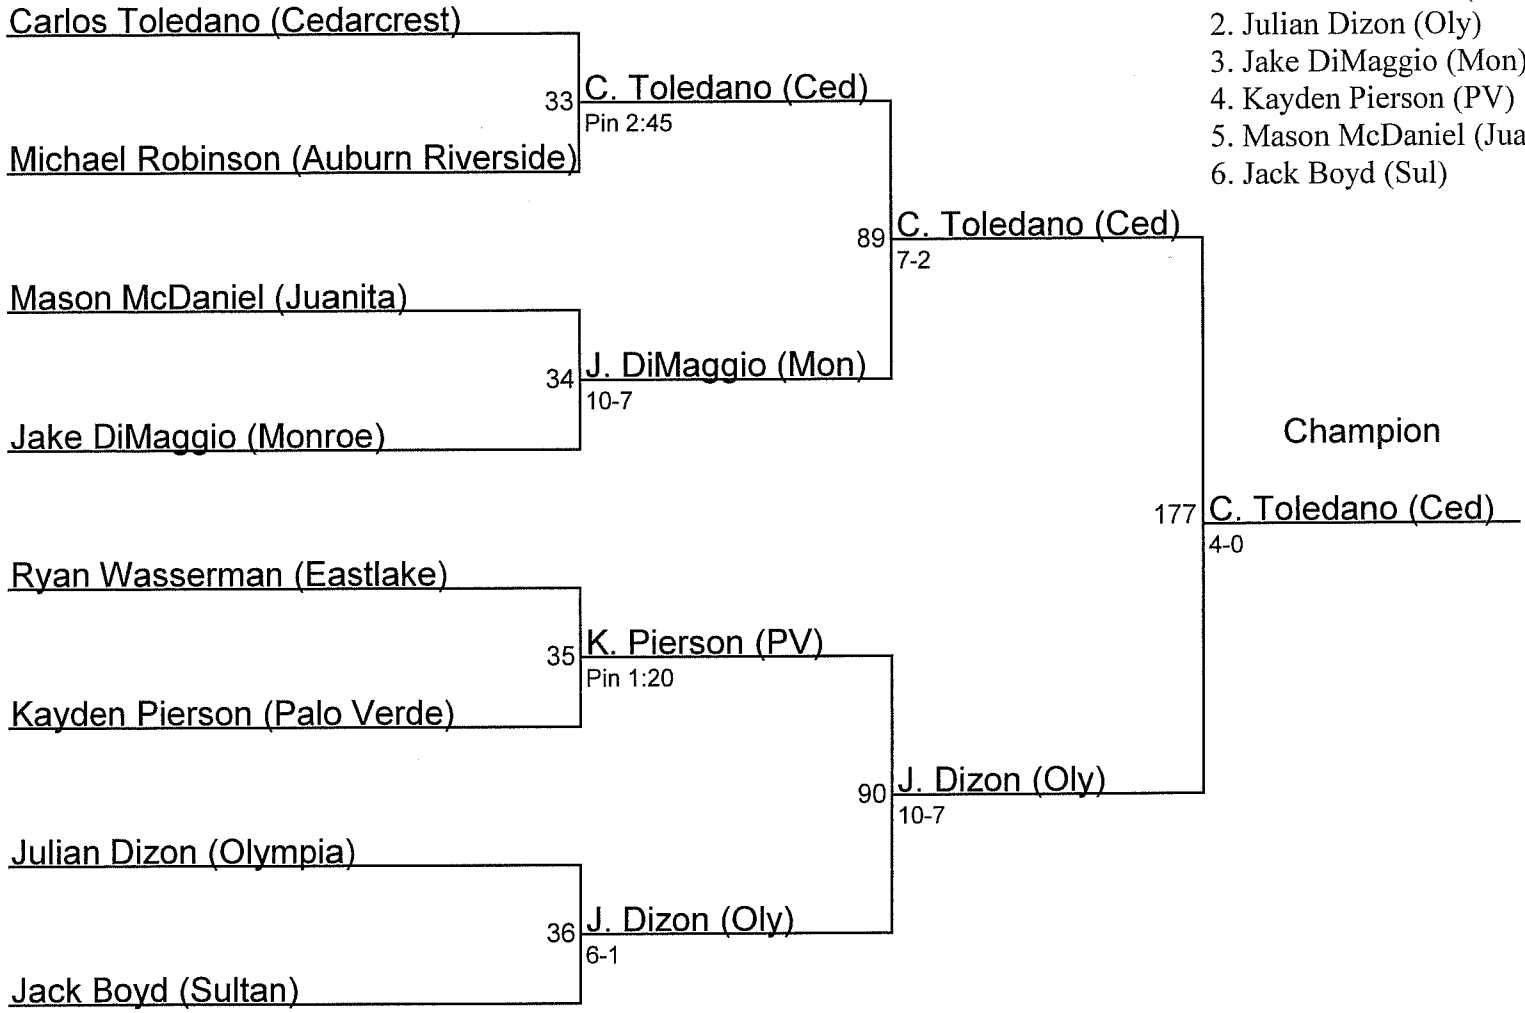 Carlos Toledano (Cedarcrest)
33 C. Toledano (Ced)
Pin 2:45
Michael Robinson (Auburn Riverside)
89 C. Toledano (Ced)
7-2
Mason McDaniel (Juanita)
34 J. DiMaggio (Mon)
10-7
Jake DiMaggio (Monroe)
Champion
177 C. Toledano (Ced)
4-0
Ryan Wasserman (Eastlake)
35 K. Pierson (PV)
Pin 1:20
Kayden Pierson (Palo Verde)
90 J. Dizon (Oly)
10-7
Julian Dizon (Olympia)
36 J. Dizon (Oly)
6-1
Jack Boyd (Sultan)
2. Julian Dizon (Oly)
3. Jake DiMaggio (Mon)
4. Kayden Pierson (PV)
5. Mason McDaniel (Jua
6. Jack Boyd (Sul)